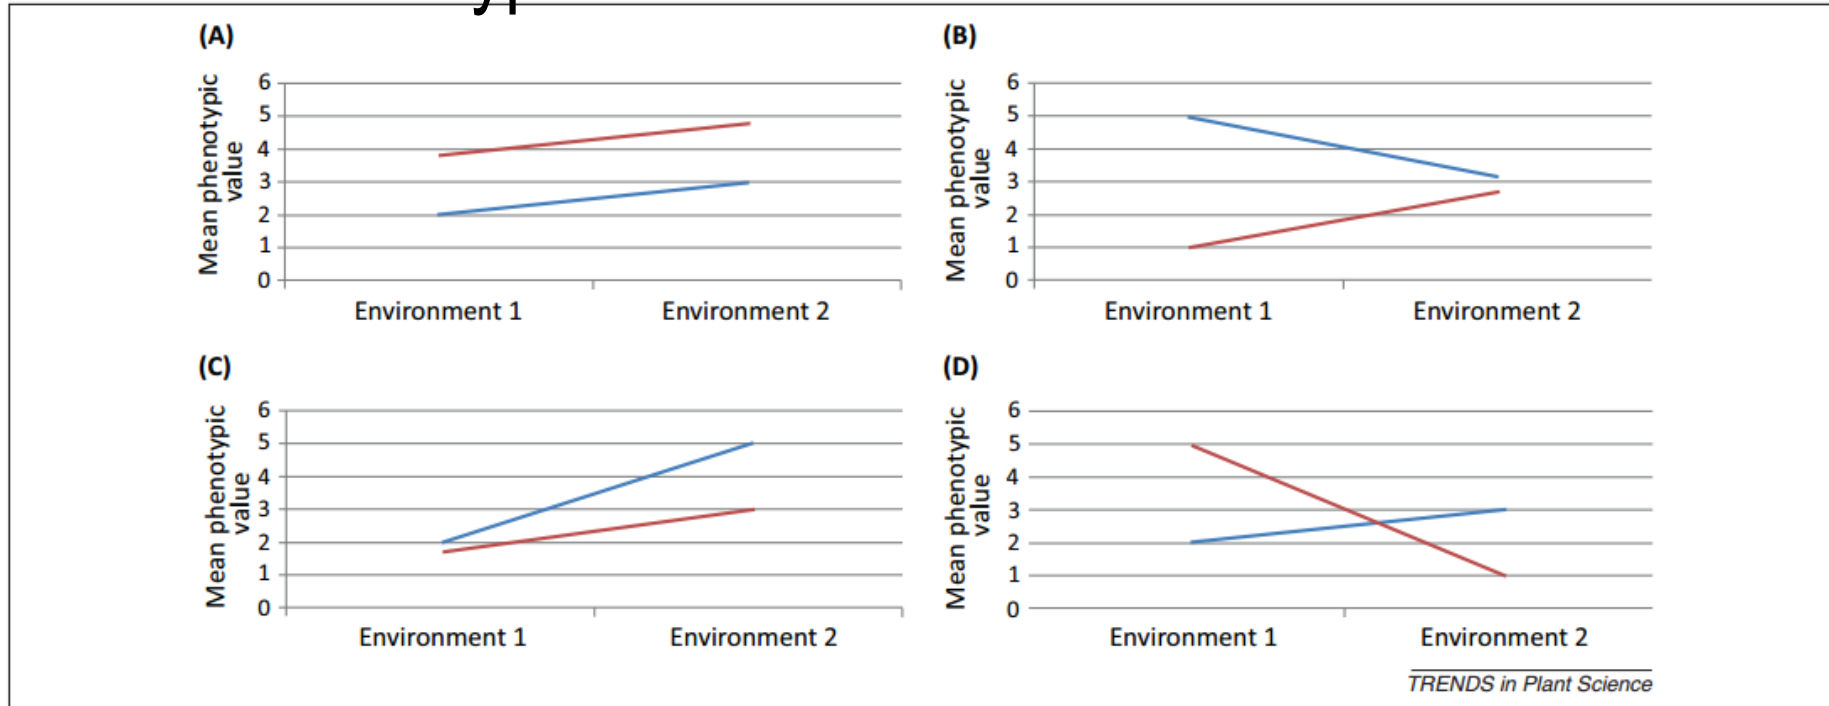 (A)
Mean phenotypic
value
6
5
4
3
2
1
0
Environment 1 Environment 2
(B)
Mean phenotypic
value
6
5
4
3
2
1
0
Environment 1 Environment 2
(C)
Mean phenotypic
value
6
5
4
3
2
1
0
Environment 1 Environment 2
(D)
Mean phenotypic
value
6
5
4
3
2
1
0
Environment 1 Environment 2
TRENDS in Plant Science